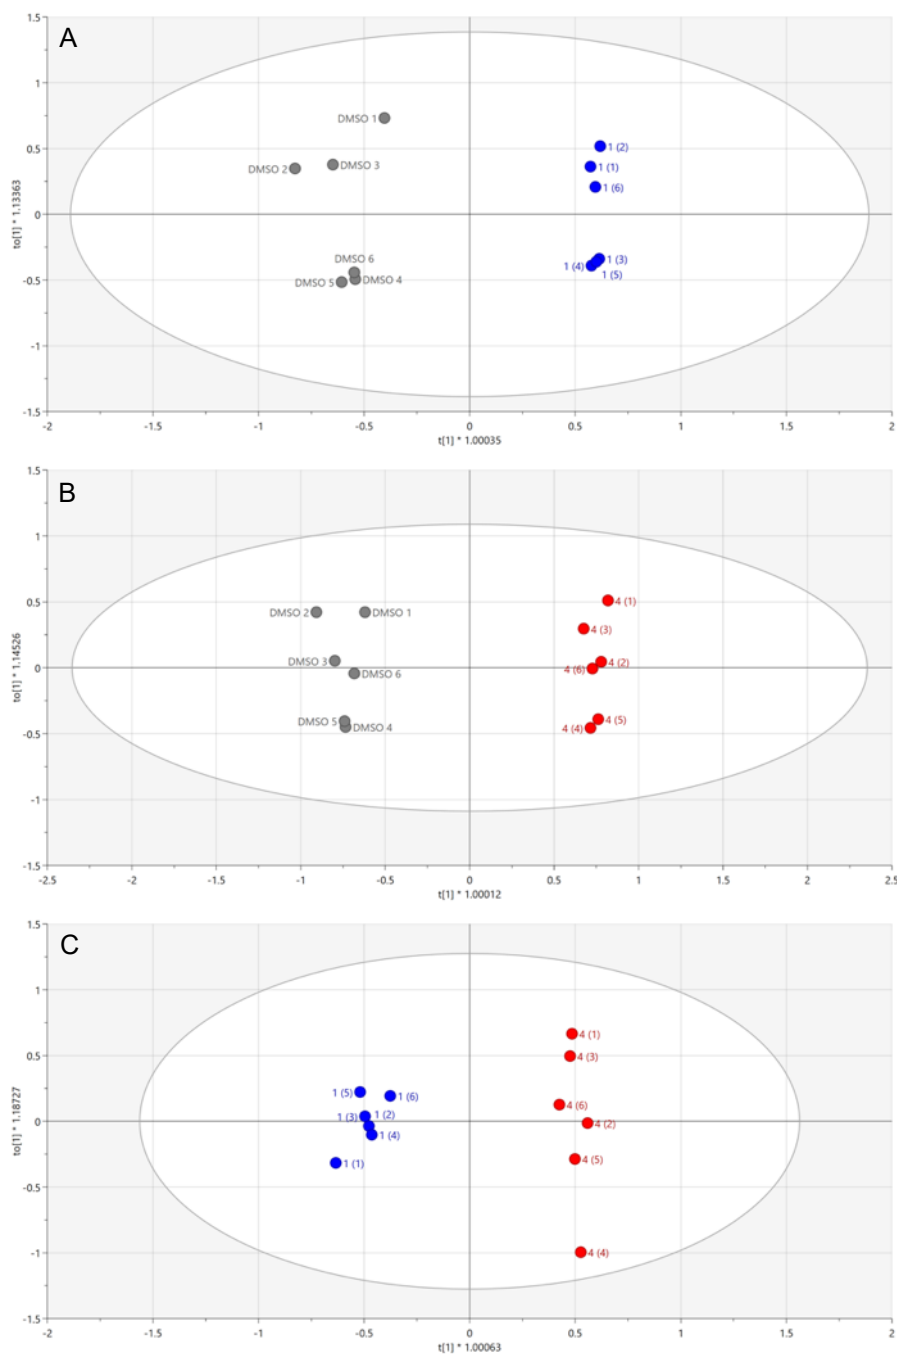 A
1.5
1
0.5
0
-0.5
-1
-1.5
to[1] * 1.13363
DMSO 1
DMSO 2
DMSO 3
DMSO 6
DMSO 5
DMSO 4
1 (2)
1 (1)
1 (6)
1 (3)
1 (4)
1 (5)
-2 -1.5 -1 -0.5 0 0.5 1 1.5 2
t[1] * 1.00035
B
1.5
1
0.5
0
-0.5
-1
-1.5
to[1] * 1.14526
DMSO 2
DMSO 1
DMSO 3
DMSO 6
DMSO 5
DMSO 4
4 (1)
4 (3)
4 (2)
4 (6)
4 (5)
4 (4)
-2.5 -2 -1.5 -1 -0.5 0 0.5 1 1.5 2 2.5
t[1] * 1.00012
C
1.5
1
0.5
0
-0.5
-1
-1.5
to[1] * 1.18727
1 (5)
1 (6)
1 (3)
1 (2)
1 (4)
1 (1)
4 (1)
4 (3)
4 (6)
4 (2)
4 (5)
4 (4)
-2 -1.5 -1 -0.5 0 0.5 1 1.5 2
t[1] * 1.00063